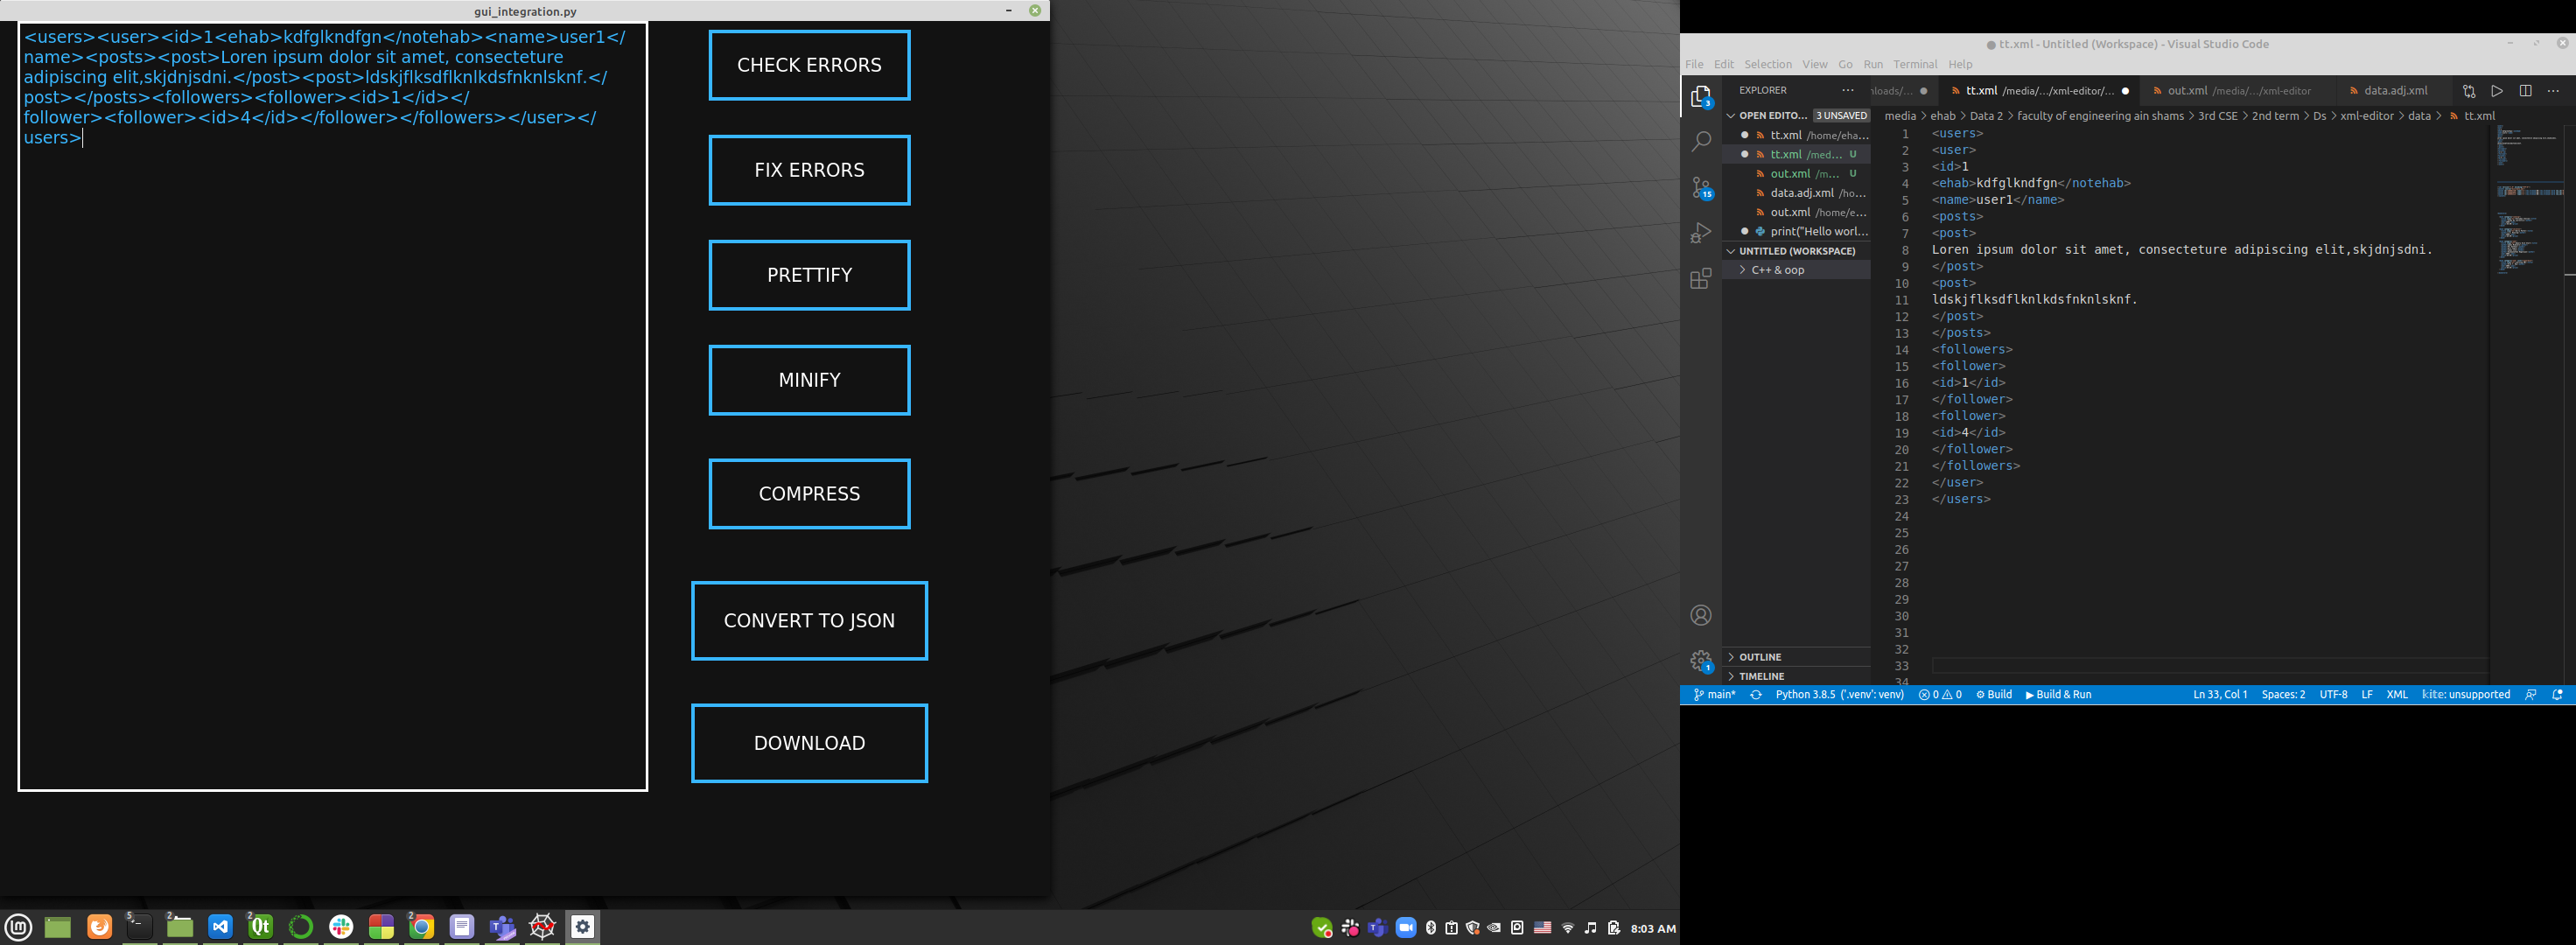 gui_integration.py
<users><user><id>1<ehab>kdfglkndfgn</notehab><name>user1</
name><posts><post>Loren ipsum dolor sit amet, consecteture
adipiscing elit,skjdnjsdni.</post><post>ldskjflksdflknlkdsfnknlsknf.</
post></posts><followers><follower><id>1</id></
follower><follower><id>4</id></follower></followers></user></
users>
CHECK ERRORS
FIX ERRORS
PRETTIFY
MINIFY
COMPRESS
CONVERT TO JSON
DOWNLOAD
5
2
2
2
8:03 AM
tt.xml - Untitled (Workspace) - Visual Studio Code
File Edit Selection View Go Run Terminal Help
EXPLORER
3
15
1
OPEN EDITO... 3 UNSAVED
tt.xml /home/eha...
tt.xml /med... U
out.xml /m... U
data.adj.xml /ho...
out.xml /home/e...
print("Hello worl...
UNTITLED (WORKSPACE)
C++ & oop
OUTLINE
TIMELINE
nloads/... tt.xml /media/.../xml-editor/... out.xml /media/.../xml-editor data.adj.xml
media > ehab > Data 2 > faculty of engineering ain shams > 3rd CSE > 2nd term > Ds > xml-editor > data > tt.xml
1 <users>
2 <user>
3 <id>1
4 <ehab>kdfglkndfgn</notehab>
5 <name>user1</name>
6 <posts>
7 <post>
8 Loren ipsum dolor sit amet, consecteture adipiscing elit,skjdnjsdni.
9 </post>
10 <post>
11 ldskjflksdflknlkdsfnknlsknf.
12 </post>
13 </posts>
14 <followers>
15 <follower>
16 <id>1</id>
17 </follower>
18 <follower>
19 <id>4</id>
20 </follower>
21 </followers>
22 </user>
23 </users>
24
25
26
27
28
29
30
31
32
33
34
main* Python 3.8.5 ('.venv': venv) 0 0 Build Build & Run Ln 33, Col 1 Spaces: 2 UTF-8 LF XML kite: unsupported